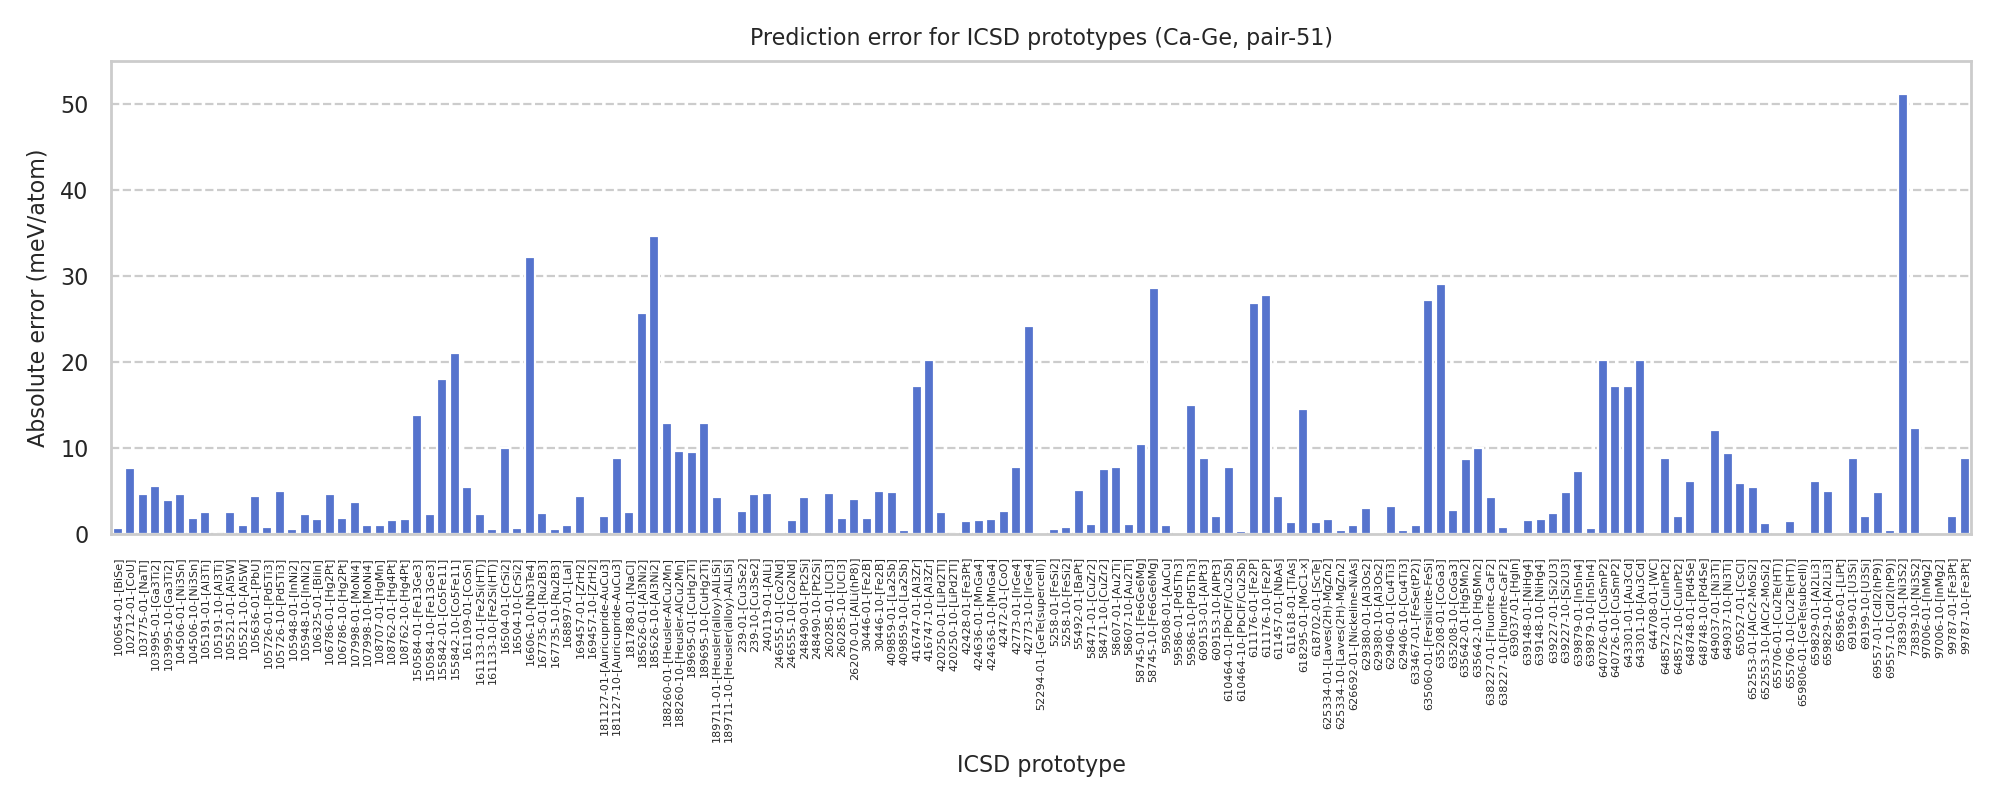 Prediction error for ICSD prototypes (Ca-Ge, pair-51)
Absolute error (meV/atom)
50
40
30
20
10
0
100654-01-[BiSe]
102712-01-[CoU]
103775-01-[NaTl]
103995-01-[Ga3Ti2]
103995-10-[Ga3Ti2]
104506-01-[Ni3Sn]
104506-10-[Ni3Sn]
105191-01-[Al3Ti]
105191-10-[Al3Ti]
105521-01-[Al5W]
105521-10-[Al5W]
105636-01-[PbU]
105726-01-[Pd5Ti3]
105726-10-[Pd5Ti3]
105948-01-[InNi2]
105948-10-[InNi2]
106325-01-[BiIn]
106786-01-[Hg2Pt]
106786-10-[Hg2Pt]
107998-01-[MoNi4]
107998-10-[MoNi4]
108707-01-[HgMn]
108762-01-[Hg4Pt]
108762-10-[Hg4Pt]
150584-01-[Fe13Ge3]
150584-10-[Fe13Ge3]
155842-01-[Co5Fe11]
155842-10-[Co5Fe11]
161109-01-[CoSn]
161133-01-[Fe2Si(HT)]
161133-10-[Fe2Si(HT)]
16504-01-[CrSi2]
16504-10-[CrSi2]
166006-10-[Nb3Te4]
167735-01-[Ru2B3]
167735-10-[Ru2B3]
168897-01-[LaI]
169457-01-[ZrH2]
169457-10-[ZrH2]
181127-01-[Auricupride-AuCu3]
181127-10-[Auricupride-AuCu3]
181788-01-[NaCl]
185626-01-[Al3Ni2]
185626-10-[Al3Ni2]
188260-01-[Heusler-AlCu2Mn]
188260-10-[Heusler-AlCu2Mn]
189695-01-[CuHg2Ti]
189695-10-[CuHg2Ti]
189711-01-[Heusler(alloy)-AlLiSi]
189711-10-[Heusler(alloy)-AlLiSi]
239-01-[Cu3Se2]
239-10-[Cu3Se2]
240119-01-[AlLi]
246555-01-[Co2Nd]
246555-10-[Co2Nd]
248490-01-[Pt2Si]
248490-10-[Pt2Si]
260285-01-[UCl3]
260285-10-[UCl3]
262070-01-[AlLi(hP8)]
30446-01-[Fe2B]
30446-10-[Fe2B]
409859-01-[La2Sb]
409859-10-[La2Sb]
416747-01-[Al3Zr]
416747-10-[Al3Zr]
420250-01-[LiPd2Tl]
420250-10-[LiPd2Tl]
42428-01-[Fe3Pt]
424636-01-[MnGa4]
424636-10-[MnGa4]
42472-01-[CoO]
42773-01-[IrGe4]
42773-10-[IrGe4]
52294-01-[GeTe(supercell)]
5258-01-[FeSi2]
5258-10-[FeSi2]
55492-01-[BaPt]
58471-01-[CuZr2]
58471-10-[CuZr2]
58607-01-[Au2Ti]
58607-10-[Au2Ti]
58745-01-[Fe6Ge6Mg]
58745-10-[Fe6Ge6Mg]
59508-01-[AuCu]
59586-01-[Pd5Th3]
59586-10-[Pd5Th3]
609153-01-[AlPt3]
609153-10-[AlPt3]
610464-01-[PbClF/Cu2Sb]
610464-10-[PbClF/Cu2Sb]
611176-01-[Fe2P]
611176-10-[Fe2P]
611457-01-[NbAs]
611618-01-[TiAs]
618295-01-[MoC1-x]
618702-01-[ScTe]
625334-01-[Laves(2H)-MgZn2]
625334-10-[Laves(2H)-MgZn2]
626692-01-[Nickeline-NiAs]
629380-01-[Al3Os2]
629380-10-[Al3Os2]
629406-01-[Cu4Ti3]
629406-10-[Cu4Ti3]
633467-01-[FeSe(tP2)]
635060-01-[Fersilicite-FeSi]
635208-01-[CoGa3]
635208-10-[CoGa3]
635642-01-[Hg5Mn2]
635642-10-[Hg5Mn2]
638227-01-[Fluorite-CaF2]
638227-10-[Fluorite-CaF2]
639037-01-[HgIn]
639148-01-[NiHg4]
639148-10-[NiHg4]
639227-01-[Si2U3]
639227-10-[Si2U3]
639879-01-[In5In4]
639879-10-[In5In4]
640726-01-[CuSmP2]
640726-10-[CuSmP2]
643301-01-[Au3Cd]
643301-10-[Au3Cd]
644708-01-[WC]
648572-01-[CuInPt2]
648572-10-[CuInPt2]
648748-01-[Pd4Se]
648748-10-[Pd4Se]
649037-01-[Ni3Ti]
649037-10-[Ni3Ti]
650527-01-[CsCl]
652553-01-[AlCr2-MoSi2]
652553-10-[AlCr2-MoSi2]
655706-01-[Cu2Te(HT)]
655706-10-[Cu2Te(HT)]
659806-01-[GeTe(subcell)]
659829-01-[Al2Li3]
659829-10-[Al2Li3]
659856-01-[LiPt]
69199-01-[U3Si]
69199-10-[U3Si]
69557-01-[CdI2(hP9)]
69557-10-[CdI2(hP9)]
73839-01-[Ni3S2]
73839-10-[Ni3S2]
97006-01-[InMg2]
97006-10-[InMg2]
99787-01-[Fe3Pt]
99787-10-[Fe3Pt]
ICSD prototype